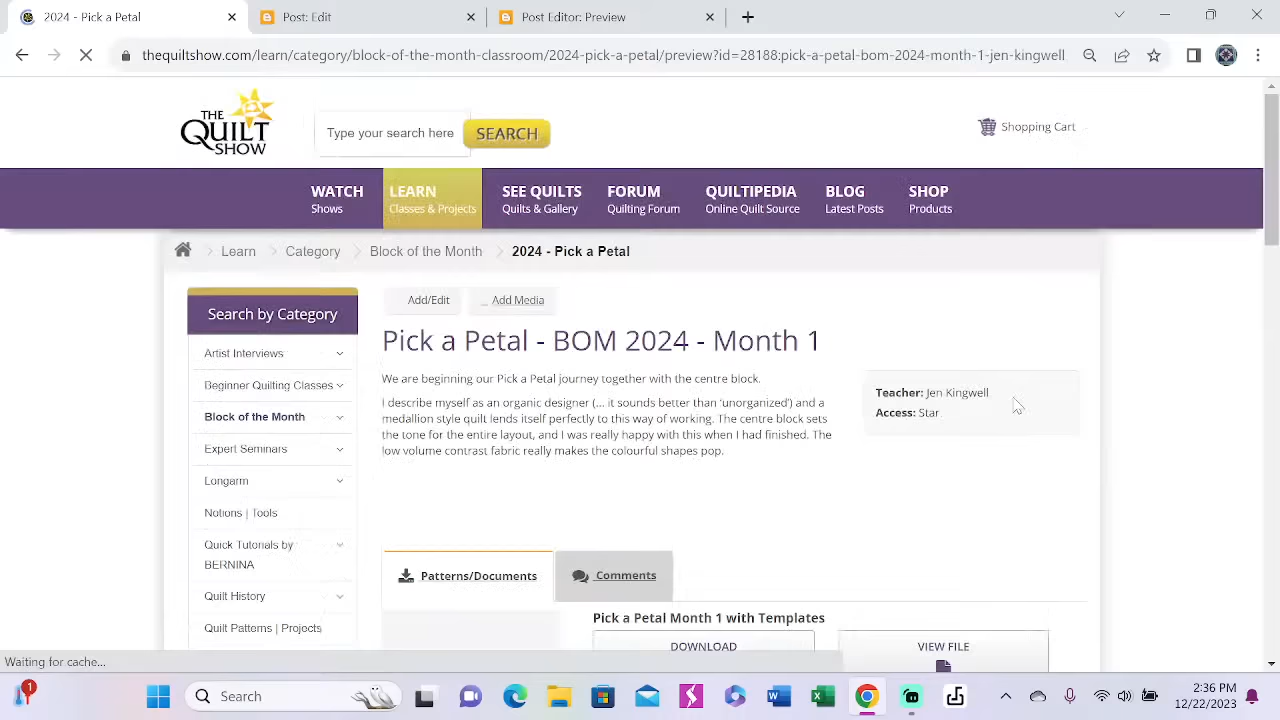 2024 - Pick a Petal
Post: Edit
Post Editor: Preview
thequiltshow.com/learn/category/block-of-the-month-classroom/2024-pick-a-petal/preview?id=28188:pick-a-petal-bom-2024-month-1-jen-kingwell
THE
QUILT
SHOW
Type your search here
SEARCH
Shopping Cart
WATCH
Shows
LEARN
Classes & Projects
SEE QUILTS
Quilts & Gallery
FORUM
Quilting Forum
QUILTIPEDIA
Online Quilt Source
BLOG
Latest Posts
SHOP
Products
Learn
Category
Block of the Month
2024 - Pick a Petal
Search by Category
Artist Interviews
Beginner Quilting Classes
Block of the Month
Expert Seminars
Longarm
Notions | Tools
Quick Tutorials by
BERNINA
Quilt History
Quilt Patterns | Projects
Add/Edit
Add Media
Pick a Petal - BOM 2024 - Month 1
We are beginning our Pick a Petal journey together with the centre block.
I describe myself as an organic designer (... it sounds better than ‘unorganized’) and a
medallion style quilt lends itself perfectly to this way of working. The centre block sets
the tone for the entire layout, and I was really happy with this when I had finished. The
low volume contrast fabric really makes the colourful shapes pop.
Teacher: Jen Kingwell
Access: Star
Patterns/Documents
Comments
Pick a Petal Month 1 with Templates
DOWNLOAD
VIEW FILE
Waiting for cache...
1
Search
2:36 PM
12/22/2023